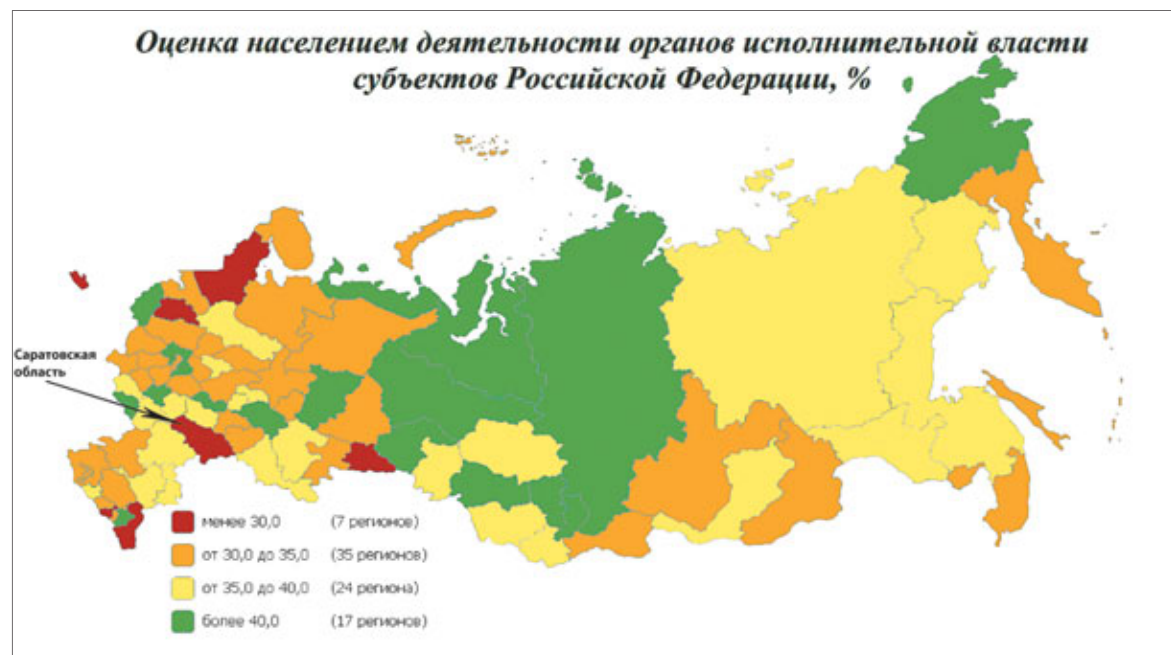 Оценка населением деятельности органов исполнительной власти
субъектов Российской Федерации, %
Саратовская
область
менее 30,0 (7 регионов)
от 30,0 до 35,0 (35 регионов)
от 35,0 до 40,0 (24 региона)
более 40,0 (17 регионов)